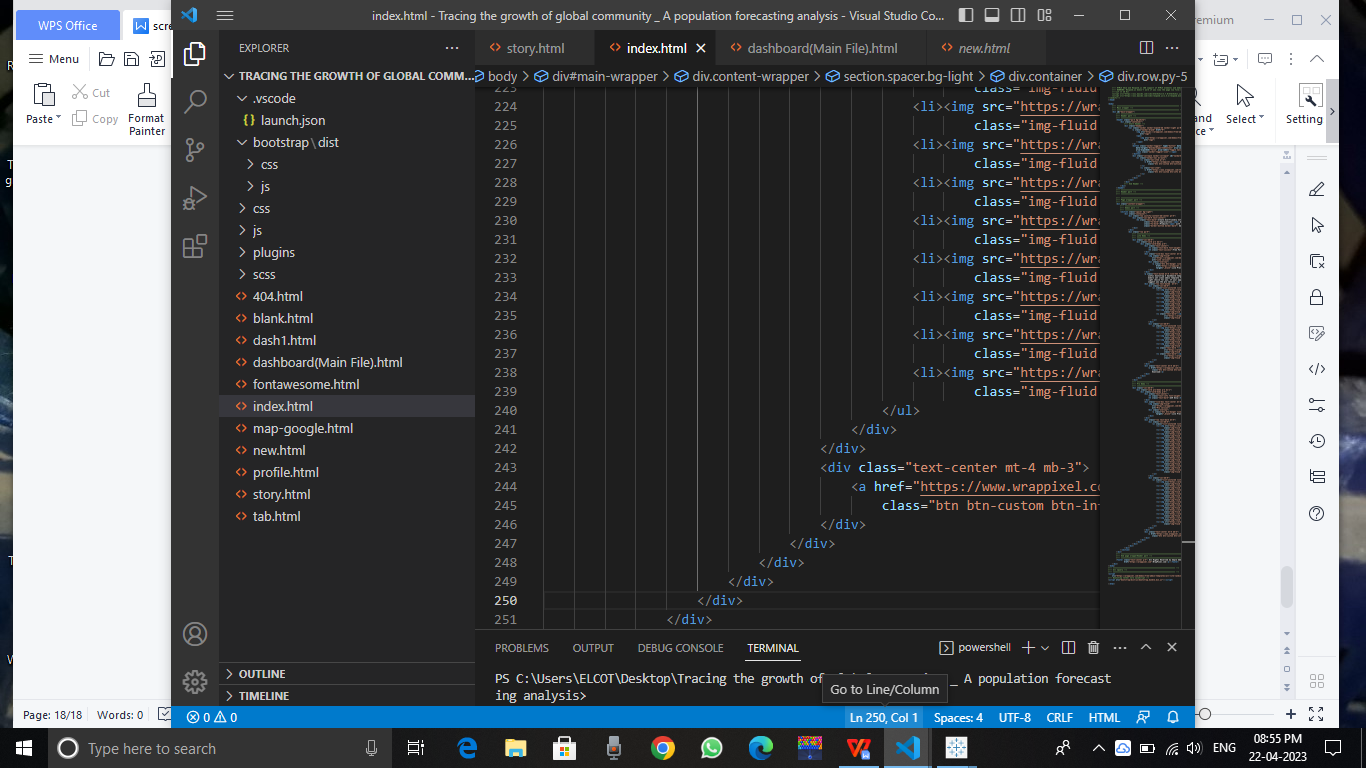 index.html - Tracing the growth of global community _ A population forecasting analysis - Visual Studio Co...
WPS Office
scre
Menu
Paste
Cut
Copy
Format
Painter
Select
Setting
Page: 18/18 Words: 0
EXPLORER
TRACING THE GROWTH OF GLOBAL COMM...
.vscode
launch.json
bootstrap\dist
css
js
css
js
plugins
scss
404.html
blank.html
dash1.html
dashboard(Main File).html
fontawesome.html
index.html
map-google.html
new.html
profile.html
story.html
tab.html
OUTLINE
TIMELINE
story.html index.html dashboard(Main File).html new.html
body > div#main-wrapper > div.content-wrapper > section.spacer.bg-light > div.container > div.row.py-5
223 class="img-fluid
224 <li><img src="https://wra
225 class="img-fluid
226 <li><img src="https://wra
227 class="img-fluid
228 <li><img src="https://wra
229 class="img-fluid
230 <li><img src="https://wra
231 class="img-fluid
232 <li><img src="https://wra
233 class="img-fluid
234 <li><img src="https://wra
235 class="img-fluid
236 <li><img src="https://wra
237 class="img-fluid
238 <li><img src="https://wra
239 class="img-fluid
240 </ul>
241 </div>
242 </div>
243 <div class="text-center mt-4 mb-3">
244 <a href="https://www.wrappixel.co
245 class="btn btn-custom btn-in
246 </div>
247 </div>
248 </div>
249 </div>
250 </div>
251 </div>
PROBLEMS OUTPUT DEBUG CONSOLE TERMINAL
powershell
PS C:\Users\ELCOT\Desktop\Tracing the growth of
_ A population forecast
ing analysis>
Go to Line/Column
0 0
Ln 250, Col 1 Spaces: 4 UTF-8 CRLF HTML
Type here to search
ENG
08:55 PM
22-04-2023